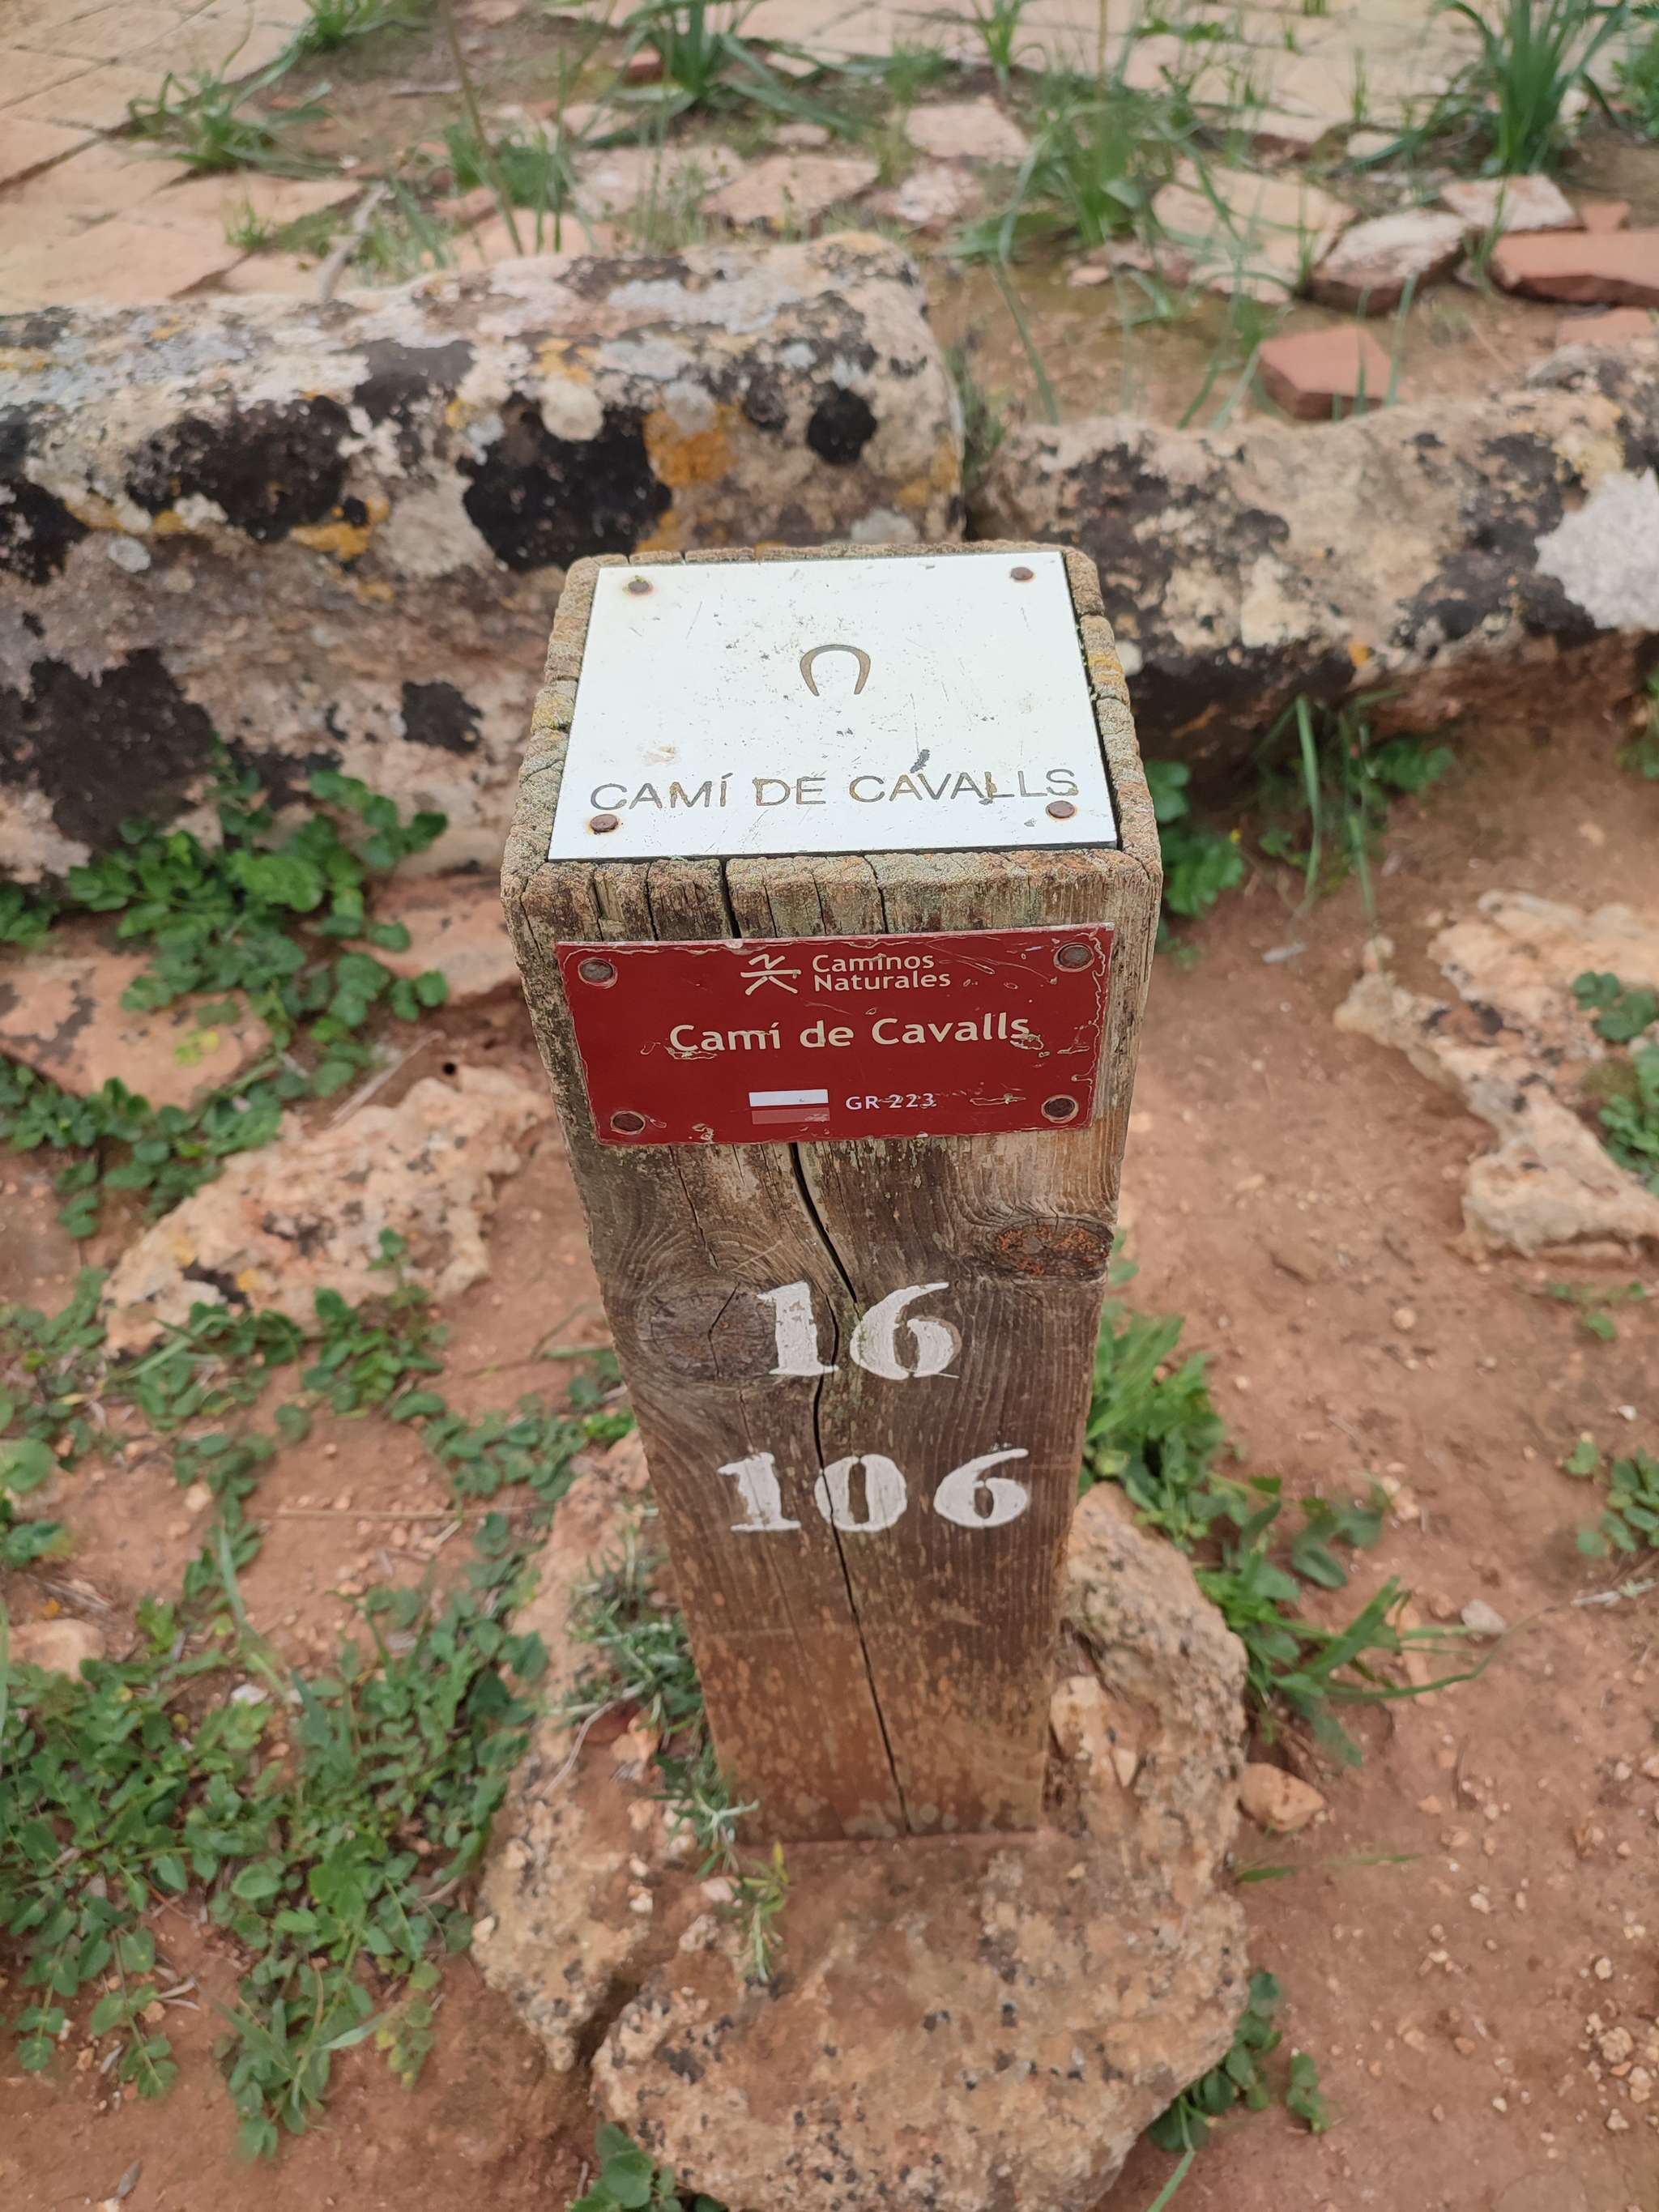 CAMÍ DE CAVALLS
Caminos
Naturales
Camí de Cavalls
GR 223
16
106